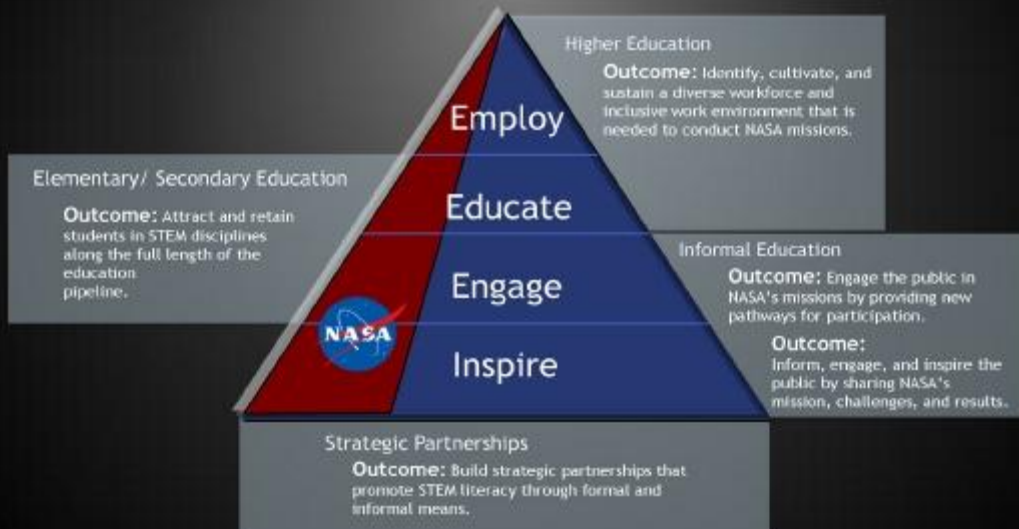 Higher Education
Outcome: Identify, cultivate, and
sustain a diverse workforce and
inclusive work environment that is
needed to conduct NASA missions.
Employ
Elementary/ Secondary Education
Outcome: Attract and retain
students in STEM disciplines
along the full length of the
education
pipeline.
Educate
Informal Education
Outcome: Engage the public in
NASA's missions by providing new
pathways for participation.
Outcome:
Inform, engage, and inspire the
public by sharing NASA's
mission, challenges, and results.
Engage
NASA
Inspire
Strategic Partnerships
Outcome: Build strategic partnerships that
promote STEM literacy through formal and
informal means.